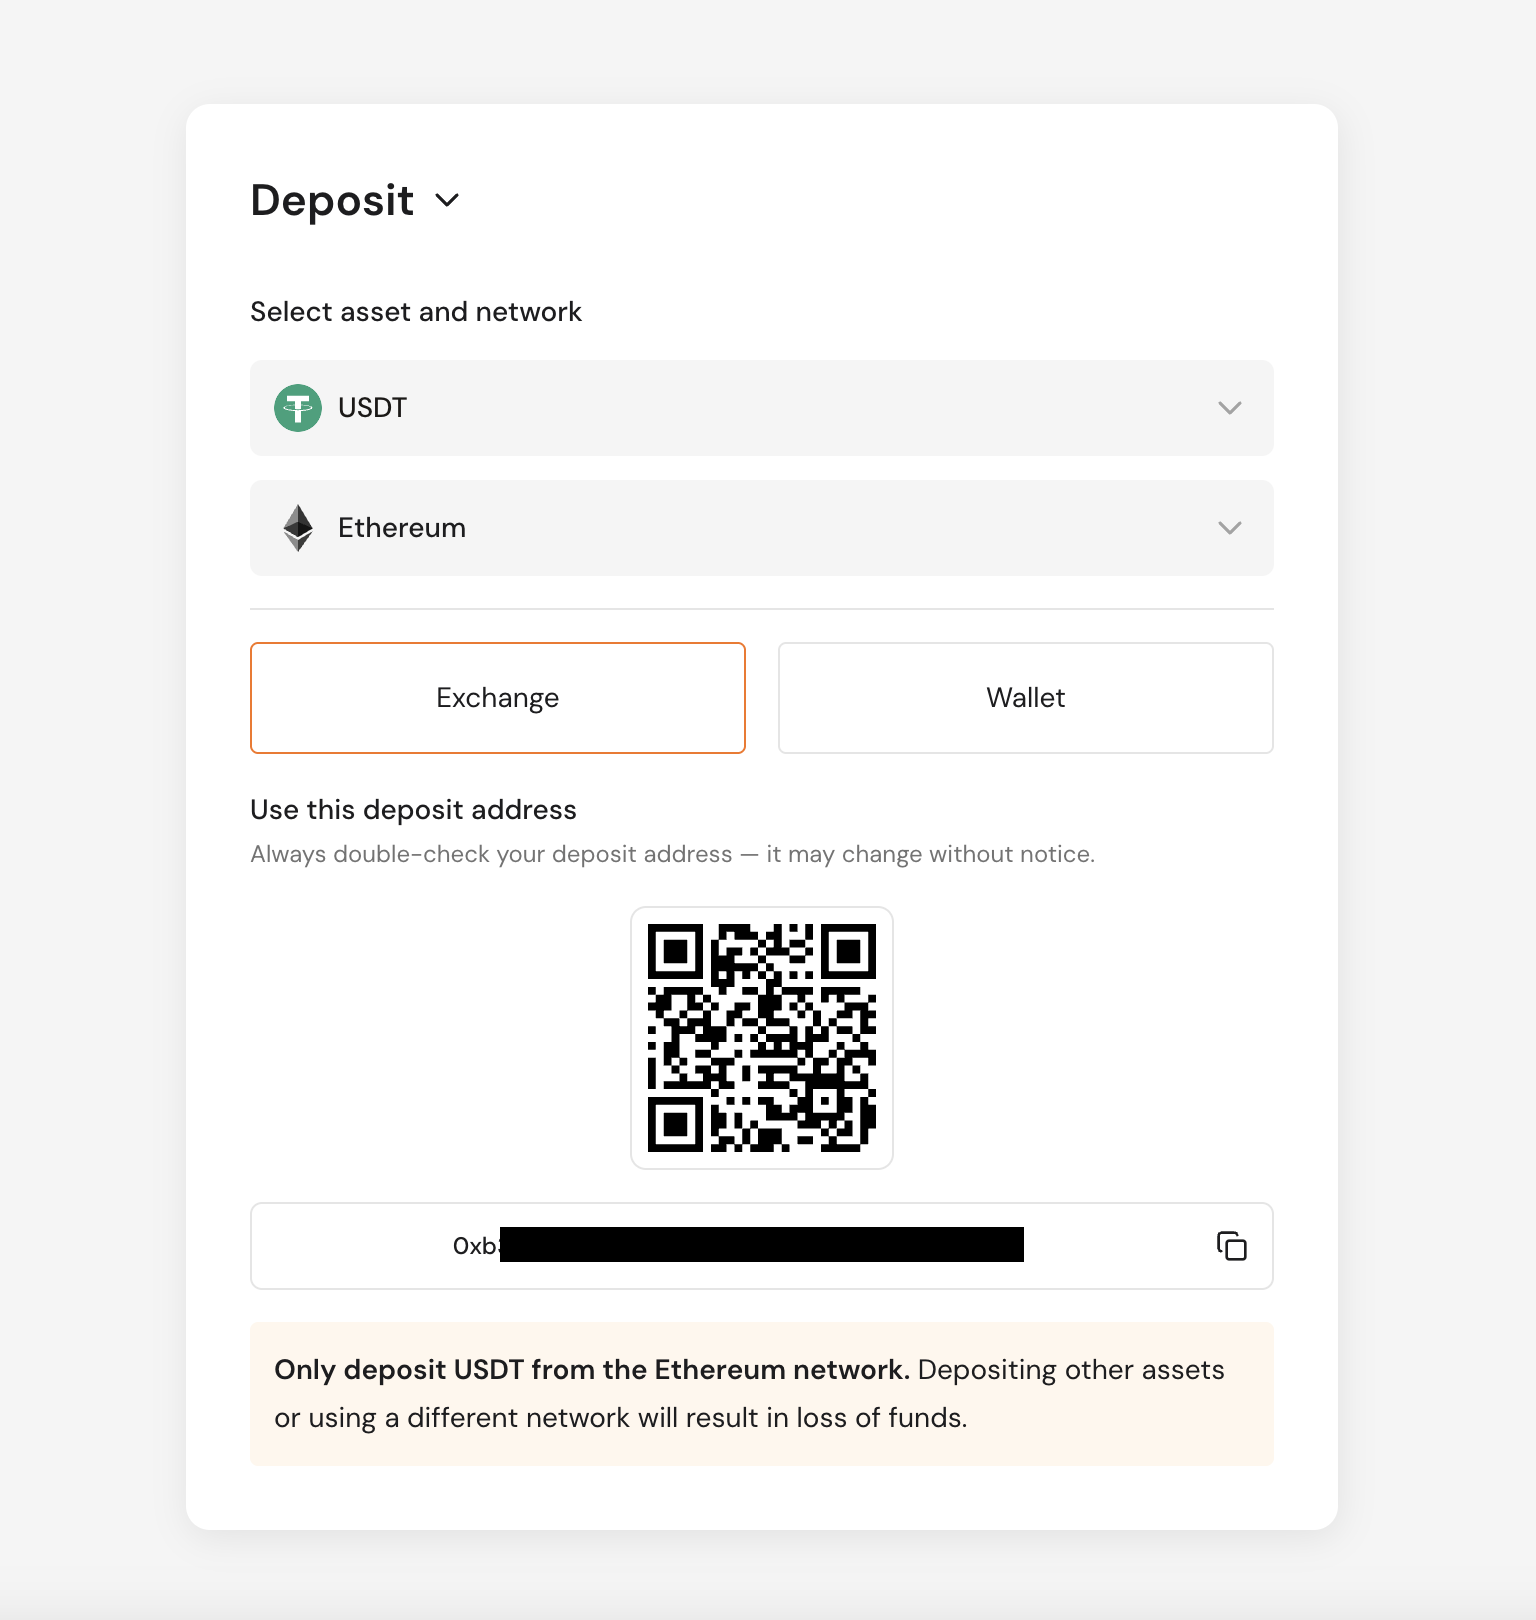 Deposit
Select asset and network
USDT
Ethereum
Exchange
Wallet
Use this deposit address
Always double-check your deposit address — it may change without notice.
0xb
Only deposit USDT from the Ethereum network. Depositing other assets
or using a different network will result in loss of funds.